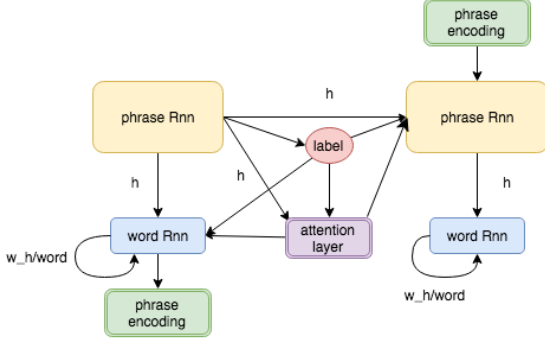 phrase
encoding
h
phrase Rnn
phrase Rnn
label
h
h
h
word Rnn
attention
layer
word Rnn
w_h/word
w_h/word
phrase
encoding